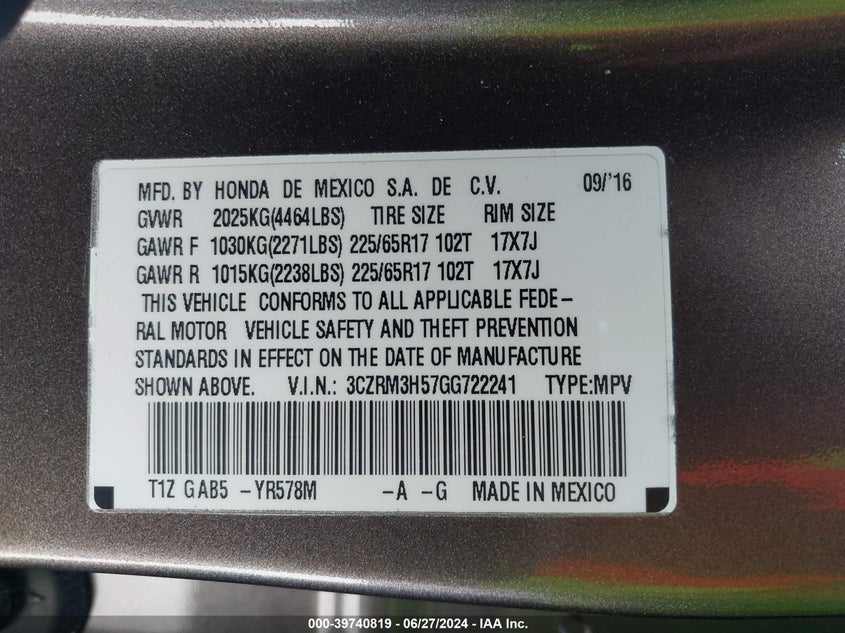 MFD. BY HONDA DE MEXICO S.A. DE C.V. 09/'16
GVWR 2025KG(4464LBS) TIRE SIZE RIM SIZE
GAWR F 1030KG(2271LBS) 225/65R17 102T 17X7J
GAWR R 1015KG(2238LBS) 225/65R17 102T 17X7J
THIS VEHICLE CONFORMS TO ALL APPLICABLE FEDE-
RAL MOTOR VEHICLE SAFETY AND THEFT PREVENTION
STANDARDS IN EFFECT ON THE DATE OF MANUFACTURE
SHOWN ABOVE. V.I.N.: 3CZRM3H57GG722241 TYPE:MPV
T1Z GAB5 -YR578M -A -G MADE IN MEXICO
000-39740819 - 06/27/2024 - IAA Inc.